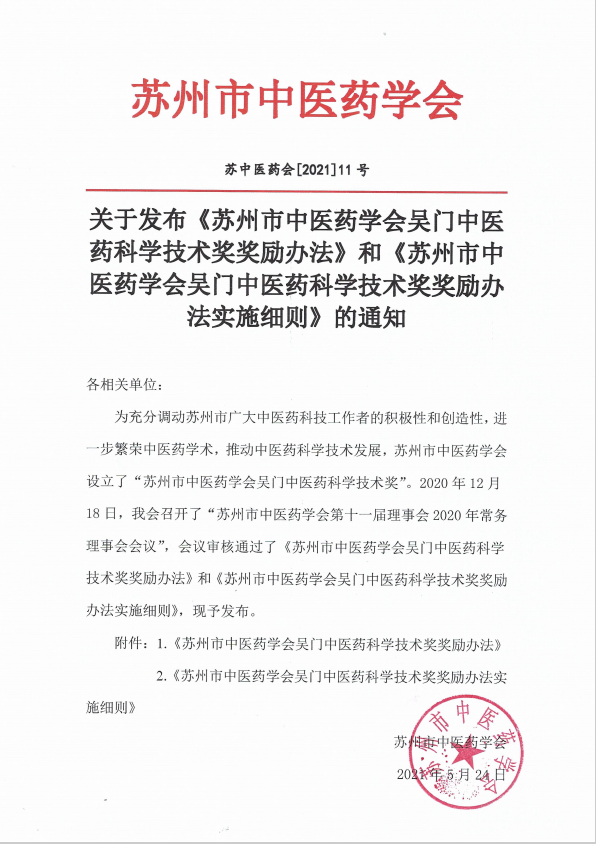 苏州市中医药学会
苏中医药会[2021]11 号
关于发布《苏州市中医药学会吴门中医
药科学技术奖奖励办法》和《苏州市中
医药学会吴门中医药科学技术奖奖励办
法实施细则》的通知
各相关单位：
为充分调动苏州市广大中医药科技工作者的积极性和创造性，进
一步繁荣中医药学术，推动中医药科学技术发展，苏州市中医药学会
设立了“苏州市中医药学会吴门中医药科学技术奖”。2020 年 12 月
18 日，我会召开了“苏州市中医药学会第十一届理事会 2020 年常务
理事会会议”，会议审核通过了《苏州市中医药学会吴门中医药科学
技术奖奖励办法》和《苏州市中医药学会吴门中医药科学技术奖奖励
办法实施细则》，现予发布。
附件：1.《苏州市中医药学会吴门中医药科学技术奖奖励办法》
2.《苏州市中医药学会吴门中医药科学技术奖奖励办法实
施细则》
苏州市中医药学会
2021 年 5 月 24 日
苏州市中医药学会